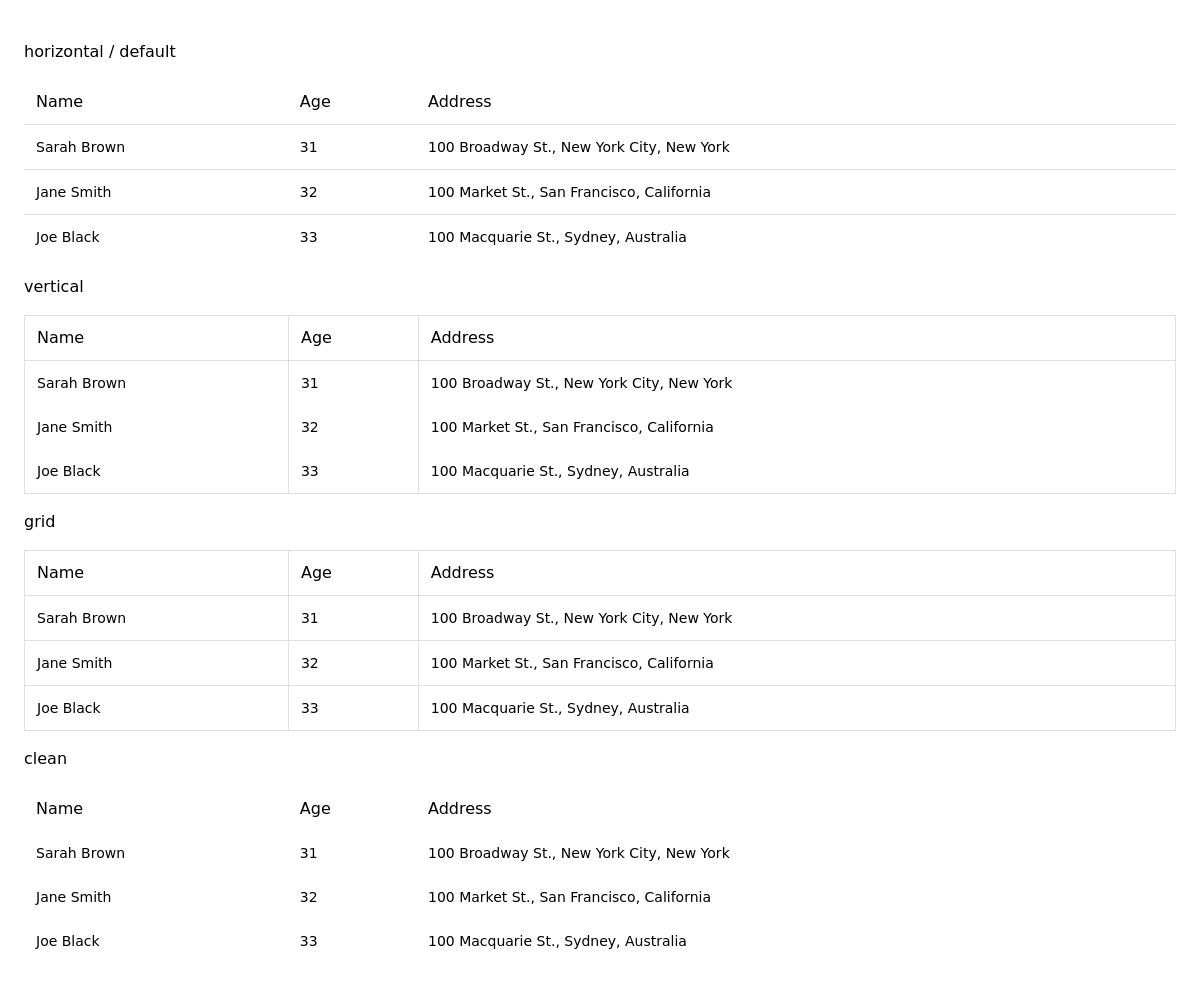 horizontal / default
Name Age Address
Sarah Brown 31 100 Broadway St., New York City, New York
Jane Smith 32 100 Market St., San Francisco, California
Joe Black 33 100 Macquarie St., Sydney, Australia
vertical
Name Age Address
Sarah Brown 31 100 Broadway St., New York City, New York
Jane Smith 32 100 Market St., San Francisco, California
Joe Black 33 100 Macquarie St., Sydney, Australia
grid
Name Age Address
Sarah Brown 31 100 Broadway St., New York City, New York
Jane Smith 32 100 Market St., San Francisco, California
Joe Black 33 100 Macquarie St., Sydney, Australia
clean
Name Age Address
Sarah Brown 31 100 Broadway St., New York City, New York
Jane Smith 32 100 Market St., San Francisco, California
Joe Black 33 100 Macquarie St., Sydney, Australia